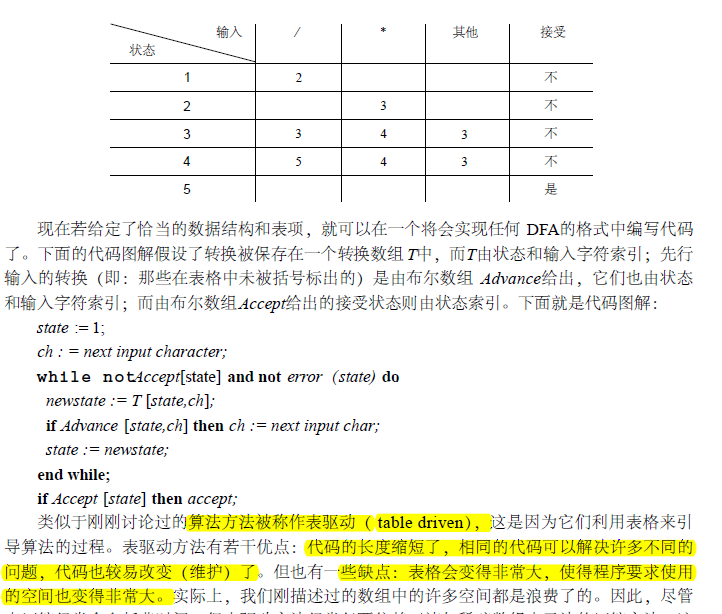 输入 / * 其他 接受
状态
1 2 不
2 3 不
3 3 4 3 不
4 5 4 3 不
5 是
现在若给定了恰当的数据结构和表项，就可以在一个将会实现任何 DFA的格式中编写代码
了。下面的代码图解假设了转换被保存在一个转换数组 T中，而T由状态和输入字符索引；先行
输入的转换（即：那些在表格中未被括号标出的）是由布尔数组 Advance给出，它们也由状态
和输入字符索引；而由布尔数组Accept给出的接受状态则由状态索引。下面就是代码图解：
state := 1;
ch : = next input character;
while notAccept[state] and not error (state) do
newstate := T [state,ch];
if Advance [state,ch] then ch := next input char;
state := newstate;
end while;
if Accept [state] then accept;
类似于刚刚讨论过的算法方法被称作表驱动（ table driven），这是因为它们利用表格来引
导算法的过程。表驱动方法有若干优点：代码的长度缩短了，相同的代码可以解决许多不同的
问题，代码也较易改变（维护）了。但也有一些缺点：表格会变得非常大，使得程序要求使用
的空间也变得非常大。实际上，我们刚描述过的数组中的许多空间都是浪费了的。因此，尽管